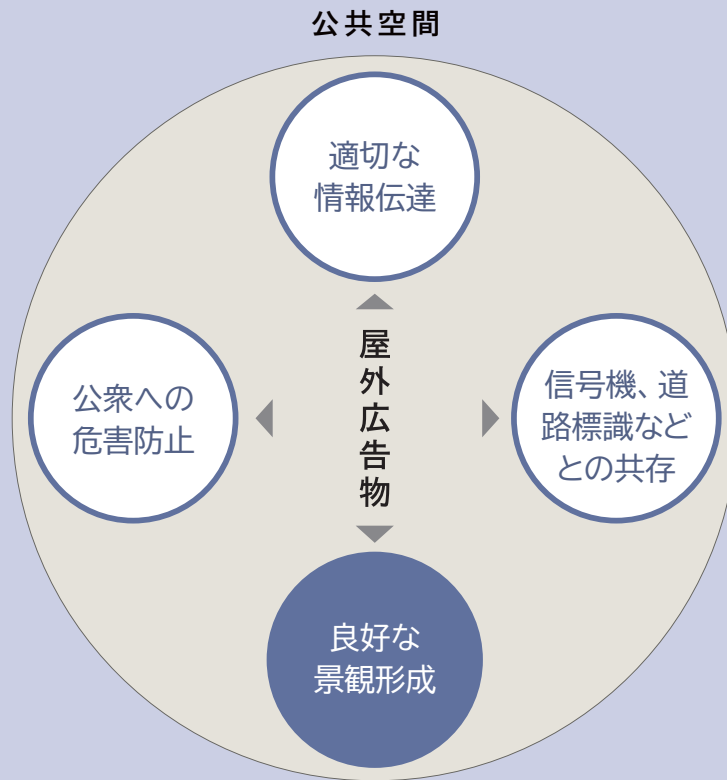 公共空間
適切な
情報伝達
屋外広告物
公衆への
危害防止
信号機、道
路標識など
との共存
良好な
景観形成